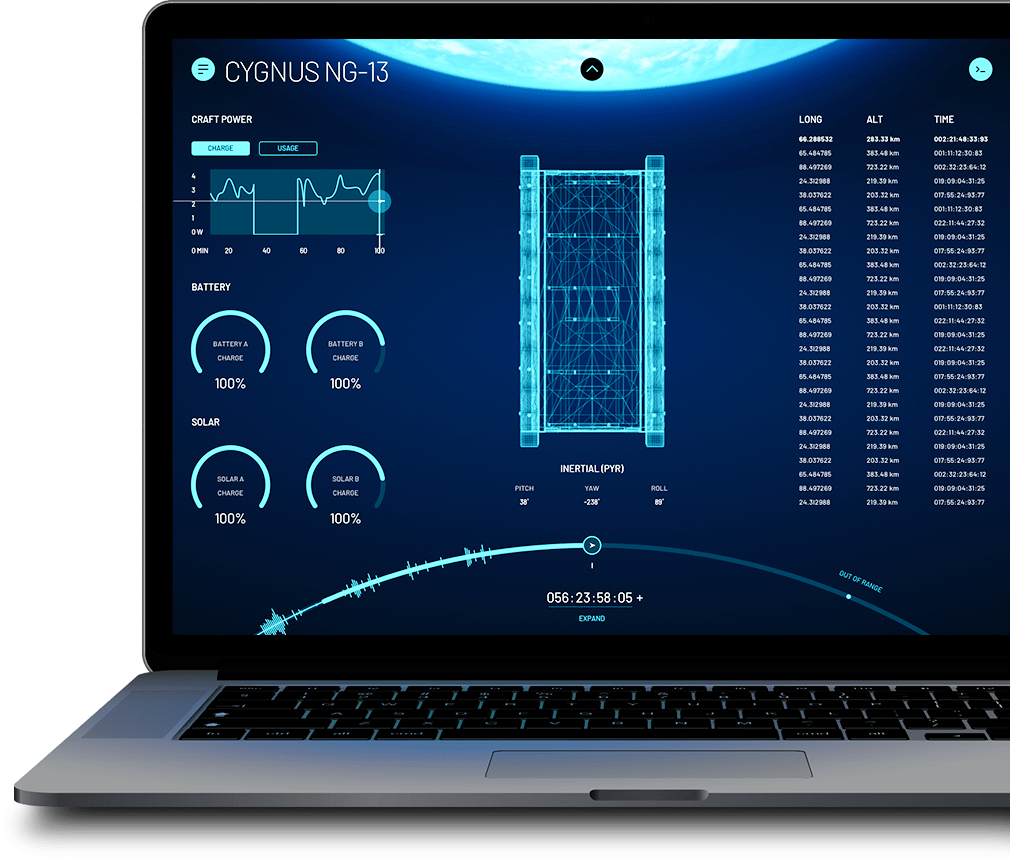 CYGNUS NG-13
CRAFT POWER
CHARGE USAGE
4
3
2
1
0 W
0 MIN 20 40 60 80 100
BATTERY
BATTERY A
CHARGE
100%
BATTERY B
CHARGE
100%
SOLAR
SOLAR A
CHARGE
100%
SOLAR B
CHARGE
100%
INERTIAL (PYR)
PITCH YAW ROLL
38° -238° 89°
OUT OF RANGE
056:23:58:05 +
EXPAND
LONG ALT TIME
66.288532 283.33 km 002:21:48:33:93
65.484785 383.48 km 001:11:12:30:83
88.497269 723.22 km 002:32:23:64:12
24.312988 219.39 km 019:09:04:31:25
38.037622 203.32 km 017:55:24:93:77
65.484785 383.48 km 001:11:12:30:83
88.497269 723.22 km 022:11:44:27:32
24.312988 219.39 km 019:09:04:31:25
38.037622 203.32 km 019:09:04:31:25
65.484785 383.48 km 002:32:23:64:12
88.497269 723.22 km 019:09:04:31:25
24.312988 219.39 km 017:55:24:93:77
38.037622 203.32 km 001:11:12:30:83
65.484785 383.48 km 022:11:44:27:32
88.497269 723.22 km 019:09:04:31:25
24.312988 219.39 km 022:11:44:27:32
38.037622 203.32 km 019:09:04:31:25
65.484785 383.48 km 017:55:24:93:77
88.497269 723.22 km 002:32:23:64:12
24.312988 219.39 km 019:09:04:31:25
38.037622 203.32 km 017:55:24:93:77
88.497269 723.22 km 022:11:44:27:32
24.312988 219.39 km 019:09:04:31:25
38.037622 203.32 km 017:55:24:93:77
65.484785 383.48 km 002:32:23:64:12
88.497269 723.22 km 019:09:04:31:25
24.312988 219.39 km 017:55:24:93:77